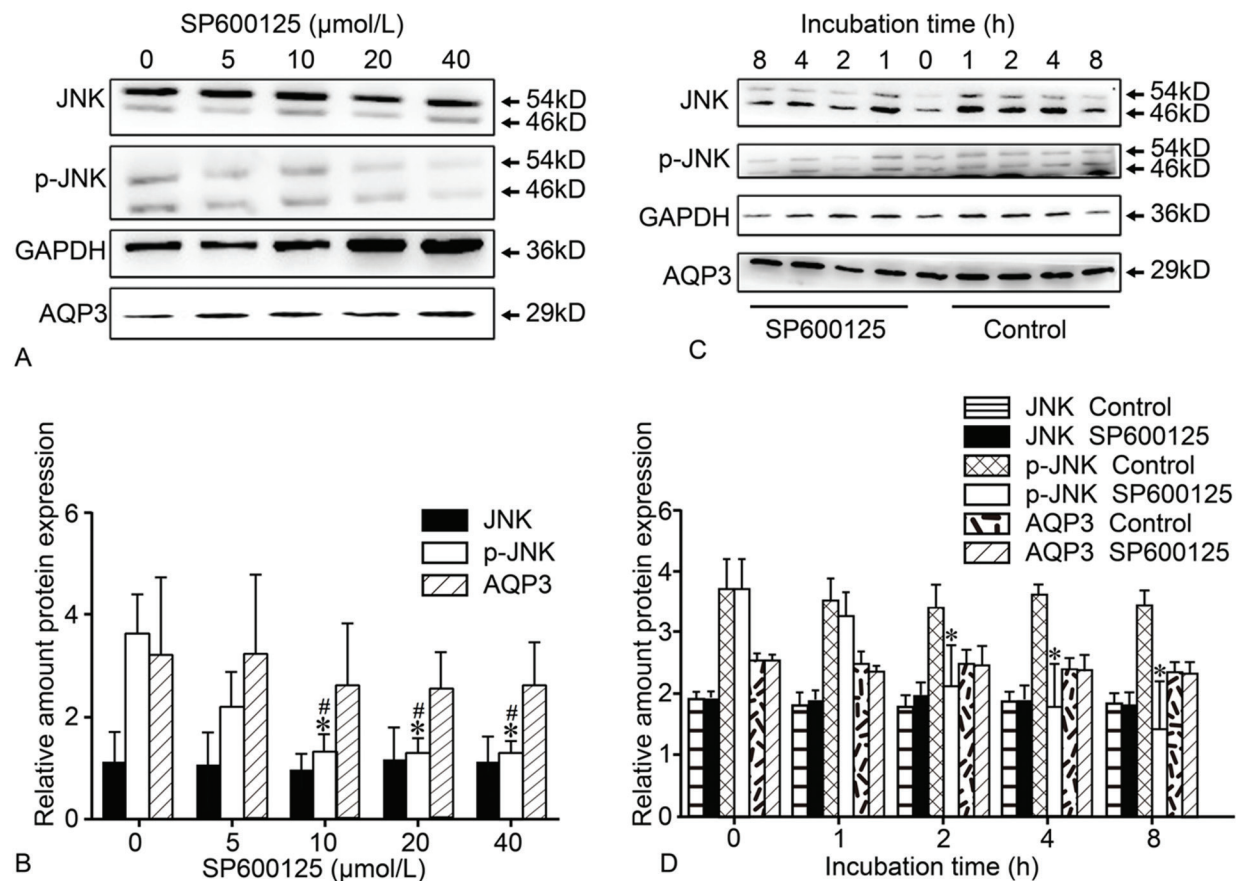 SP600125 (μmol/L)
0 5 10 20 40
JNK
54kD
46kD
p-JNK
54kD
46kD
GAPDH
36kD
AQP3
29kD
A
Incubation time (h)
8 4 2 1 0 1 2 4 8
JNK
54kD
46kD
p-JNK
54kD
46kD
GAPDH
36kD
AQP3
29kD
SP600125 Control
C
Relative amount protein expression
6
4
2
0
JNK
p-JNK
AQP3
#
*
#
*
#
*
0 5 10 20 40
SP600125 (μmol/L)
B
JNK Control
JNK SP600125
p-JNK Control
p-JNK SP600125
AQP3 Control
AQP3 SP600125
Relative amount protein expression
6
4
3
2
1
0
*
*
*
0 1 2 4 8
Incubation time (h)
D